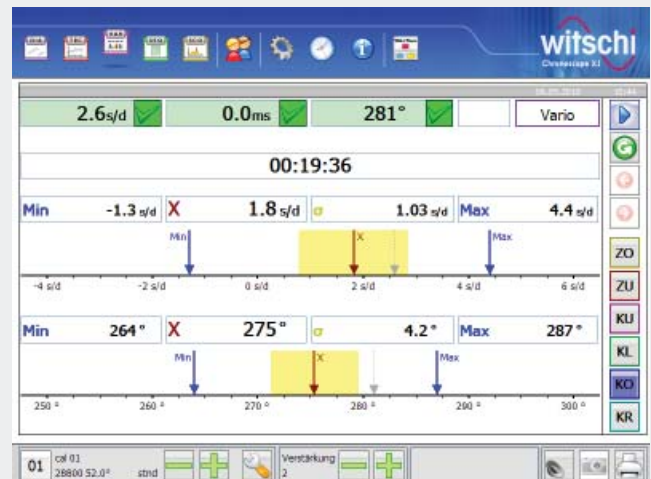 witschi
Chronoscope X1
2.6s/d 0.0ms 281° Vario
00:19:36
Min -1.3 s/d X 1.8 s/d σ 1.03 s/d Max 4.4 s/d
Min X Max
-4 s/d -2 s/d 0 s/d 2 s/d 4 s/d 6 s/d
Min 264° X 275° σ 4.2° Max 287°
Min X Max
250° 260° 270° 280° 290° 300°
ZO
ZU
KU
KL
KO
KR
01 cal 01
28800 52.0° stnd
Verstärkung
2